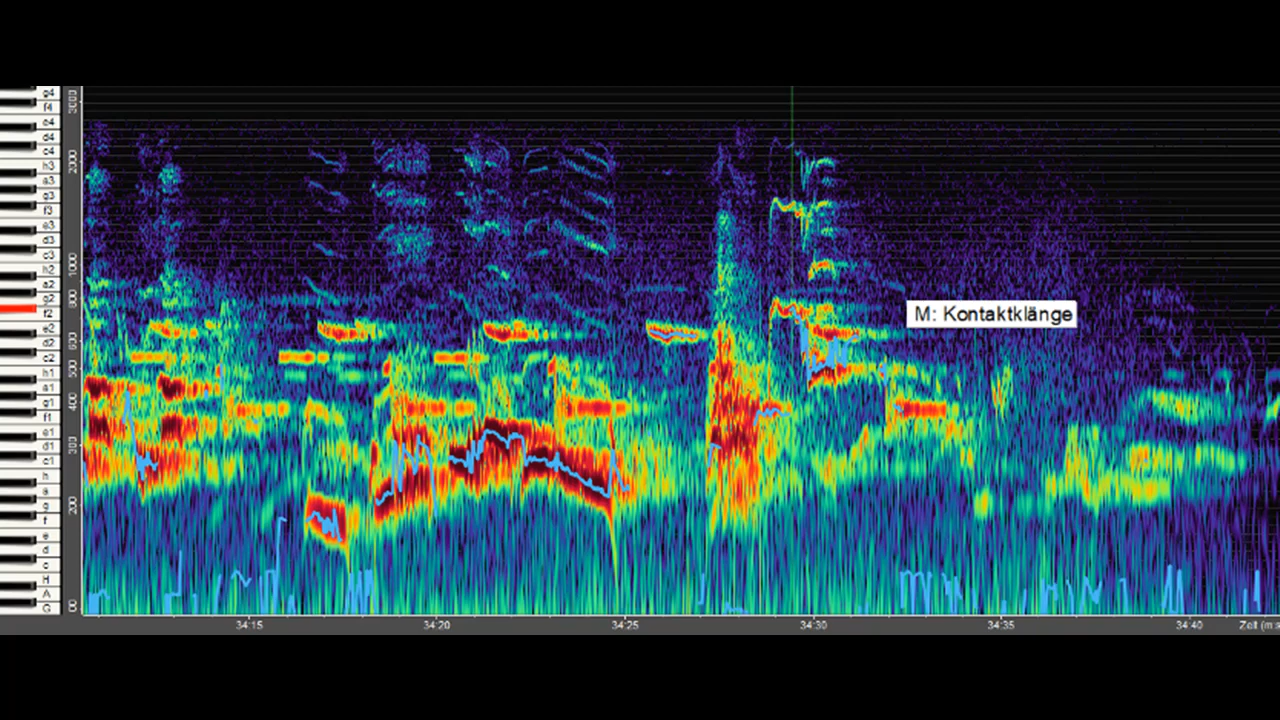 g4
f4
e4
d4
c4
h3
a3
g3
f3
e3
d3
c3
h2
a2
g2
f2
e2
d2
c2
h1
a1
g1
f1
e1
d1
c1
h
a
g
f
e
d
c
H
A
G
3000
2000
1000
800
600
500
400
300
200
M: Kontaktklänge
34:15
34:20
34:25
34:30
34:35
34:40
Zeit (m:s